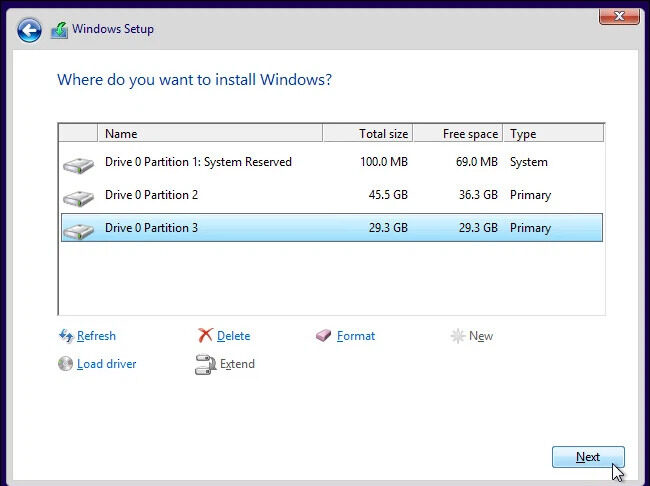 Windows Setup
Where do you want to install Windows?
Name Total size Free space Type
Drive 0 Partition 1: System Reserved 100.0 MB 69.0 MB System
Drive 0 Partition 2 45.5 GB 36.3 GB Primary
Drive 0 Partition 3 29.3 GB 29.3 GB Primary
Refresh Delete Format New
Load driver Extend
Next